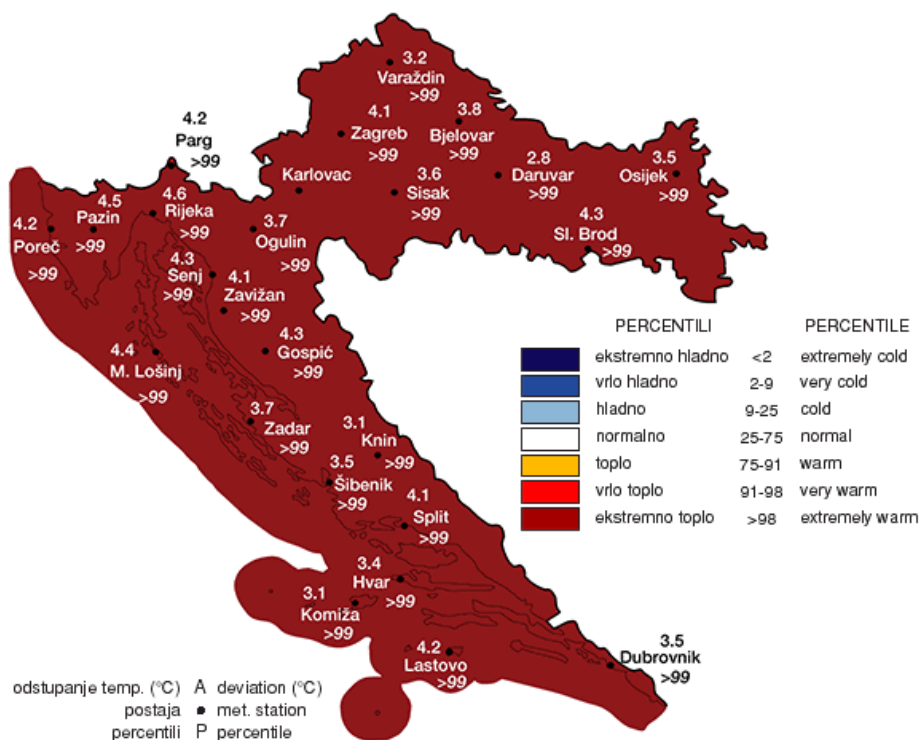 3.2
Varaždin
>99
4.1
Zagreb
>99
3.8
Bjelovar
>99
4.2
Parg
>99
2.8
Daruvar
>99
3.5
Osijek
>99
Karlovac
3.6
Sisak
>99
4.5
Pazin
>99
4.6
Rijeka
>99
4.2
Poreč
>99
3.7
Ogulin
>99
4.3
Sl. Brod
>99
4.3
Senj
>99
4.1
Zavižan
>99
4.3
Gospić
>99
4.4
M. Lošinj
>99
3.7
Zadar
>99
3.1
Knin
>99
3.5
Šibenik
>99
4.1
Split
>99
3.4
Hvar
>99
3.1
Komiža
>99
4.2
Lastovo
>99
3.5
Dubrovnik
>99
PERCENTILI PERCENTILE
ekstremno hladno <2 extremely cold
vrlo hladno 2-9 very cold
hladno 9-25 cold
normalno 25-75 normal
toplo 75-91 warm
vrlo toplo 91-98 very warm
ekstremno toplo >98 extremely warm
odstupanje temp. (°C) A deviation (°C)
postaja ● met. station
percentili P percentile